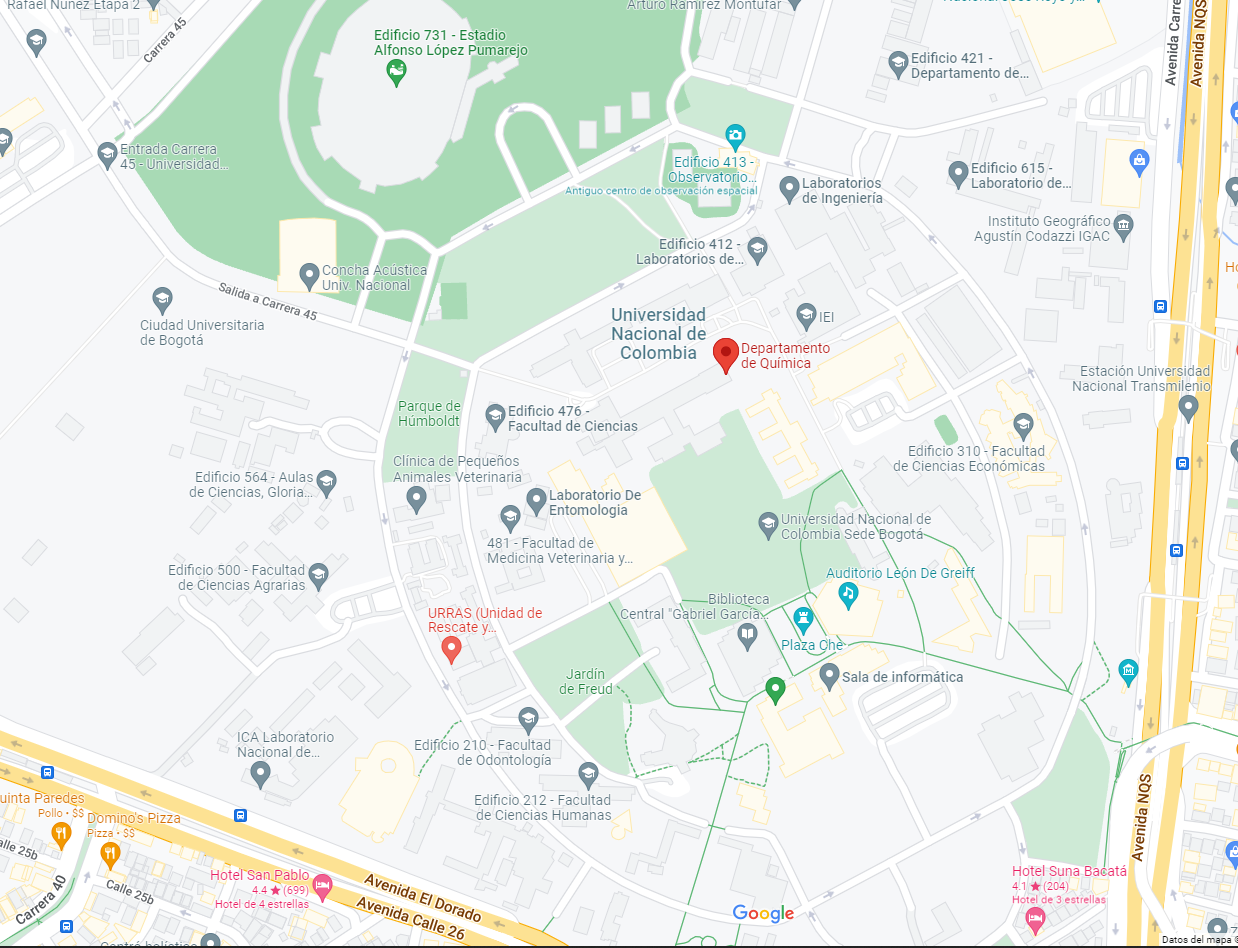 Rafael Núñez Etapa 2
Arturo Ramírez Montufar
Carrera 45
Edificio 731 - Estadio
Alfonso López Pumarejo
Edificio 421 -
Departamento de...
Avenida Carre
Avenida NQS
Entrada Carrera
45 - Universidad...
Edificio 413 -
Observatorio...
Antiguo centro de observación espacial
Laboratorios
de Ingeniería
Edificio 615 -
Laboratorio de...
Instituto Geográfico
Agustín Codazzi IGAC
Edificio 412 -
Laboratorios de...
Concha Acústica
Univ. Nacional
Salida a Carrera 45
Ciudad Universitaria
de Bogotá
Universidad
Nacional de
Colombia
IEI
Departamento
de Química
Estación Universidad
Nacional Transmilenio
Parque de
Húmboldt
Edificio 476 -
Facultad de Ciencias
Edificio 310 - Facultad
de Ciencias Económicas
Clínica de Pequeños
Animales Veterinaria
Edificio 564 - Aulas
de Ciencias, Gloria...
Laboratorio De
Entomologia
Universidad Nacional de
Colombia Sede Bogotá
481 - Facultad de
Medicina Veterinaria y...
Edificio 500 - Facultad
de Ciencias Agrarias
Auditorio León De Greiff
Biblioteca
Central "Gabriel García...
URRAS (Unidad de
Rescate y...
Plaza Che
Jardín
de Freud
Sala de informática
ICA Laboratorio
Nacional de...
Edificio 210 - Facultad
de Odontología
Edificio 212 - Facultad
de Ciencias Humanas
uinta Paredes
Pollo • $$
Domino's Pizza
Pizza • $$
Calle 25b
Carrera 40
Avenida NQS
Hotel San Pablo
4.4 ★ (699)
Hotel de 4 estrellas
Avenida El Dorado
Avenida Calle 26
Hotel Suna Bacatá
4.1 ★ (204)
Hotel de 3 estrellas
Google
Datos del mapa ©